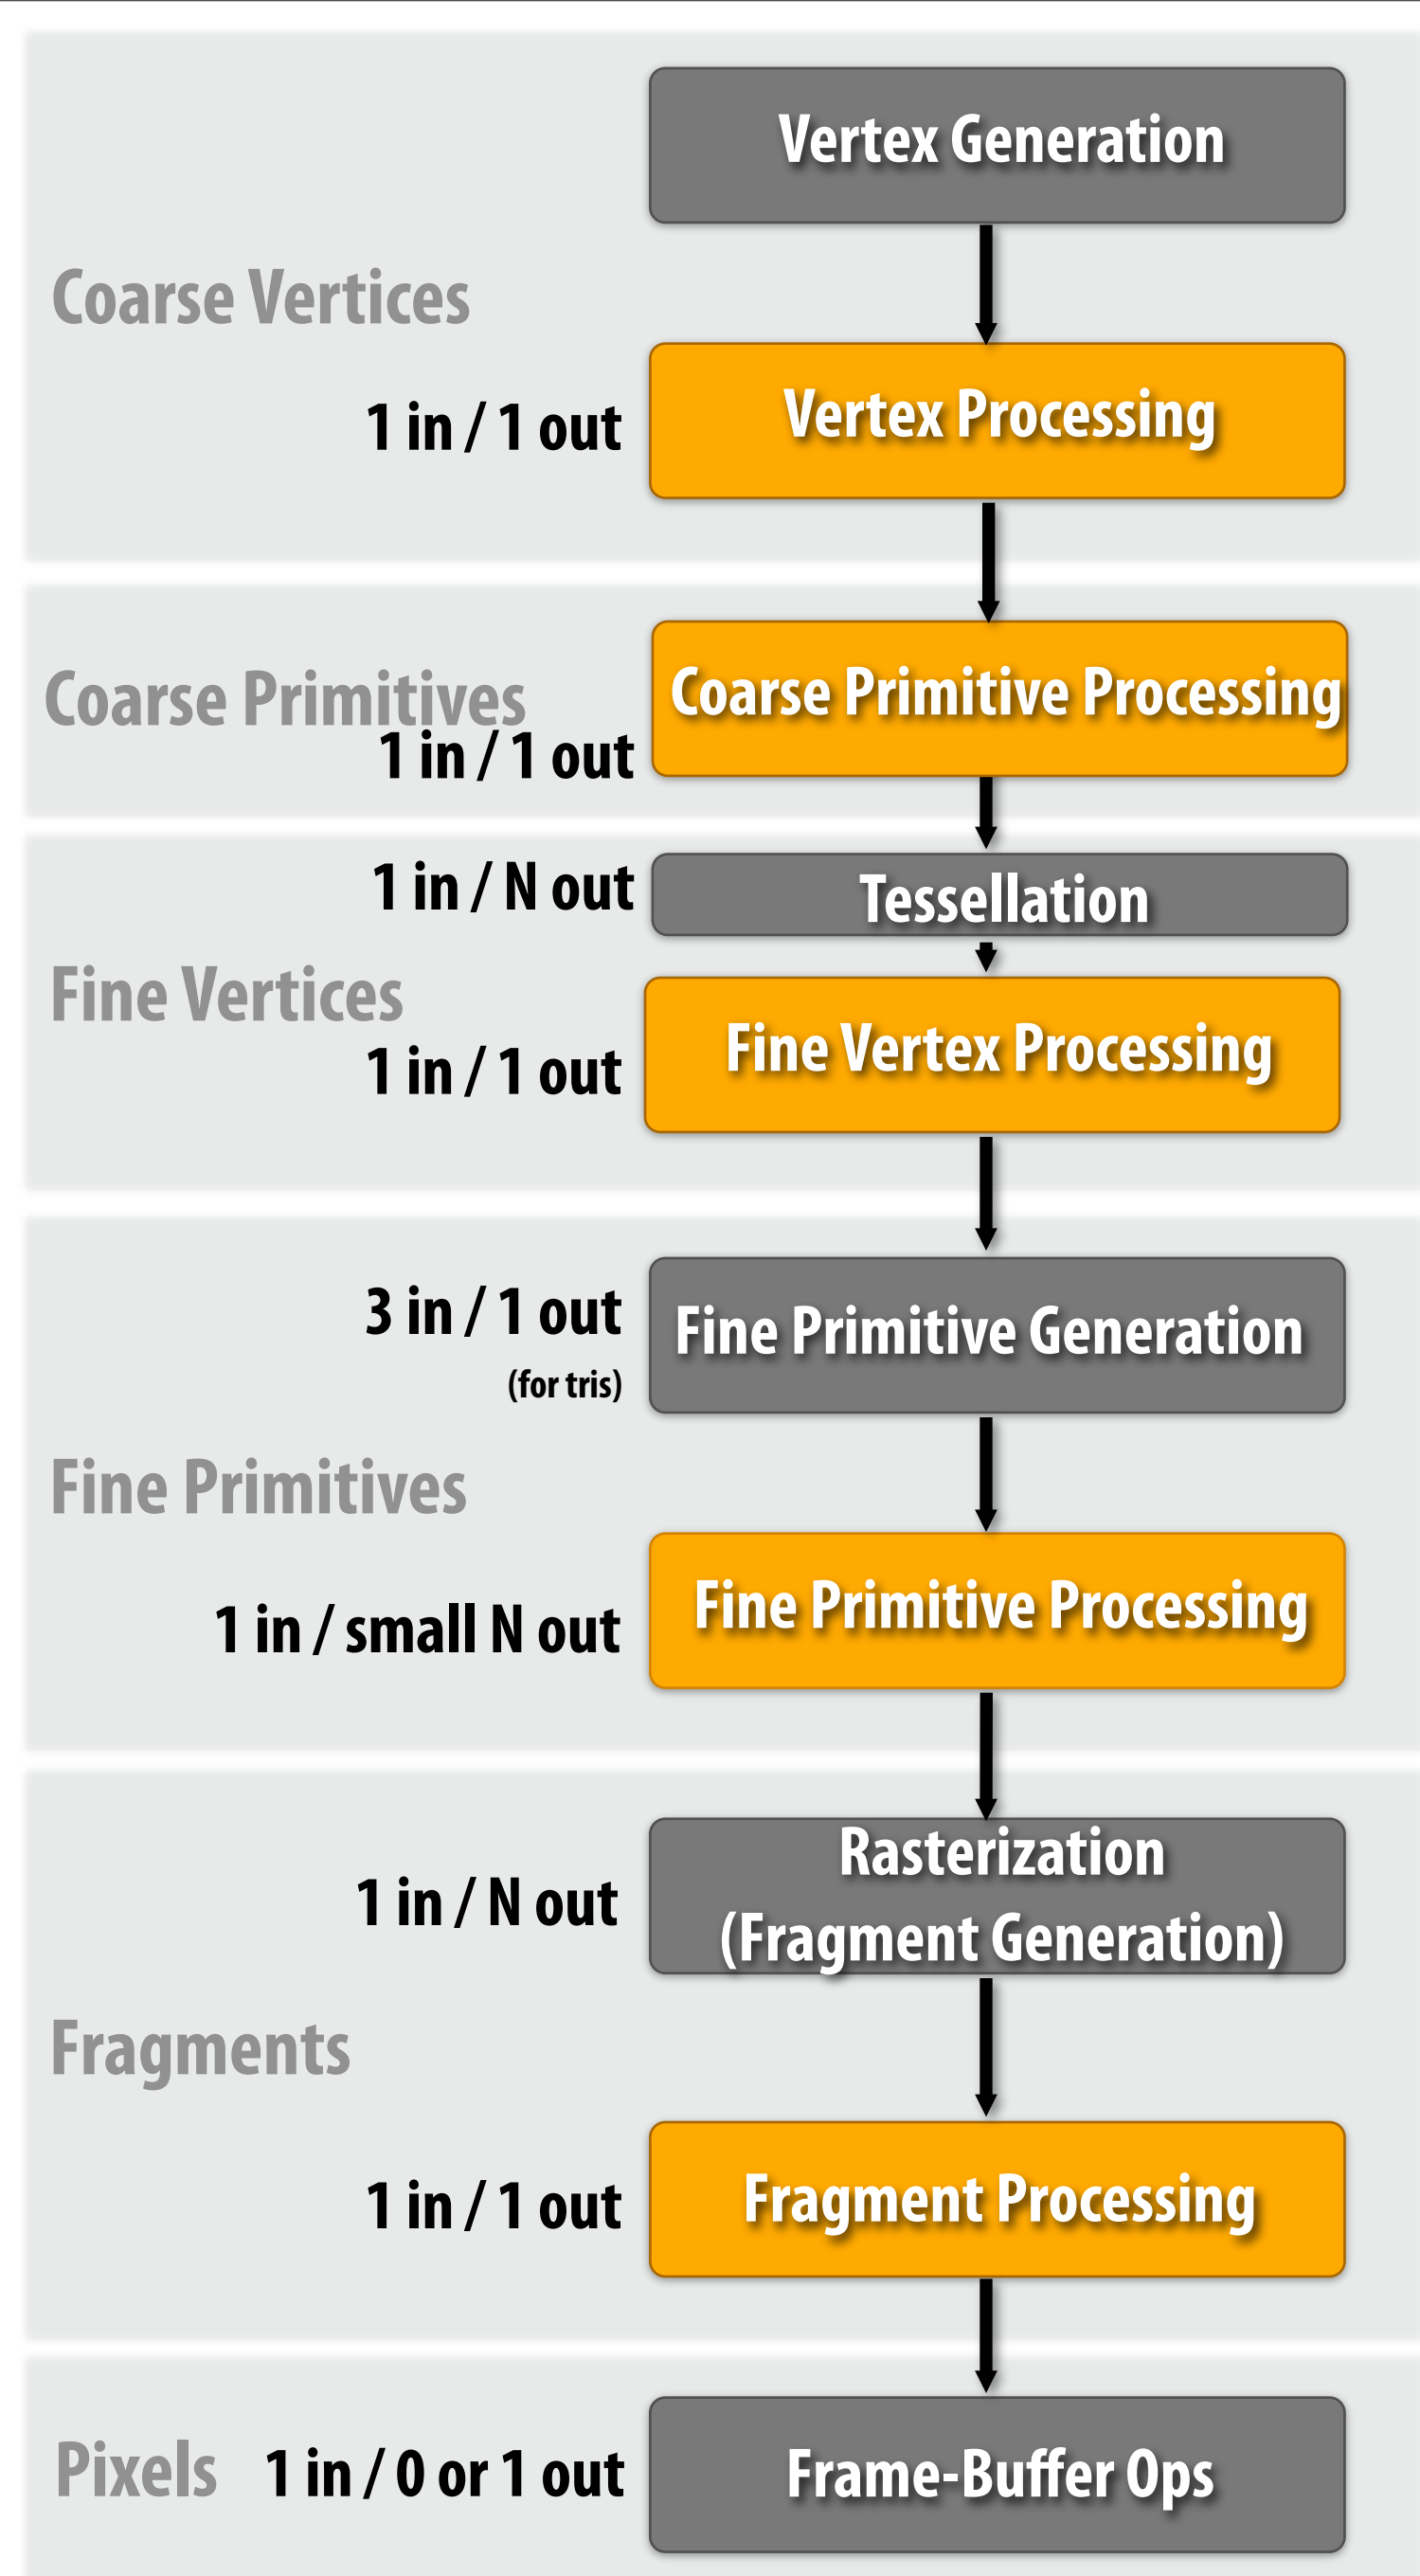 Vertex Generation
Coarse Vertices
1 in / 1 out
Vertex Processing
Coarse Primitives
1 in / 1 out
Coarse Primitive Processing
1 in / N out
Tessellation
Fine Vertices
1 in / 1 out
Fine Vertex Processing
3 in / 1 out
(for tris)
Fine Primitive Generation
Fine Primitives
1 in / small N out
Fine Primitive Processing
1 in / N out
Rasterization
(Fragment Generation)
Fragments
1 in / 1 out
Fragment Processing
Pixels
1 in / 0 or 1 out
Frame-Buffer Ops